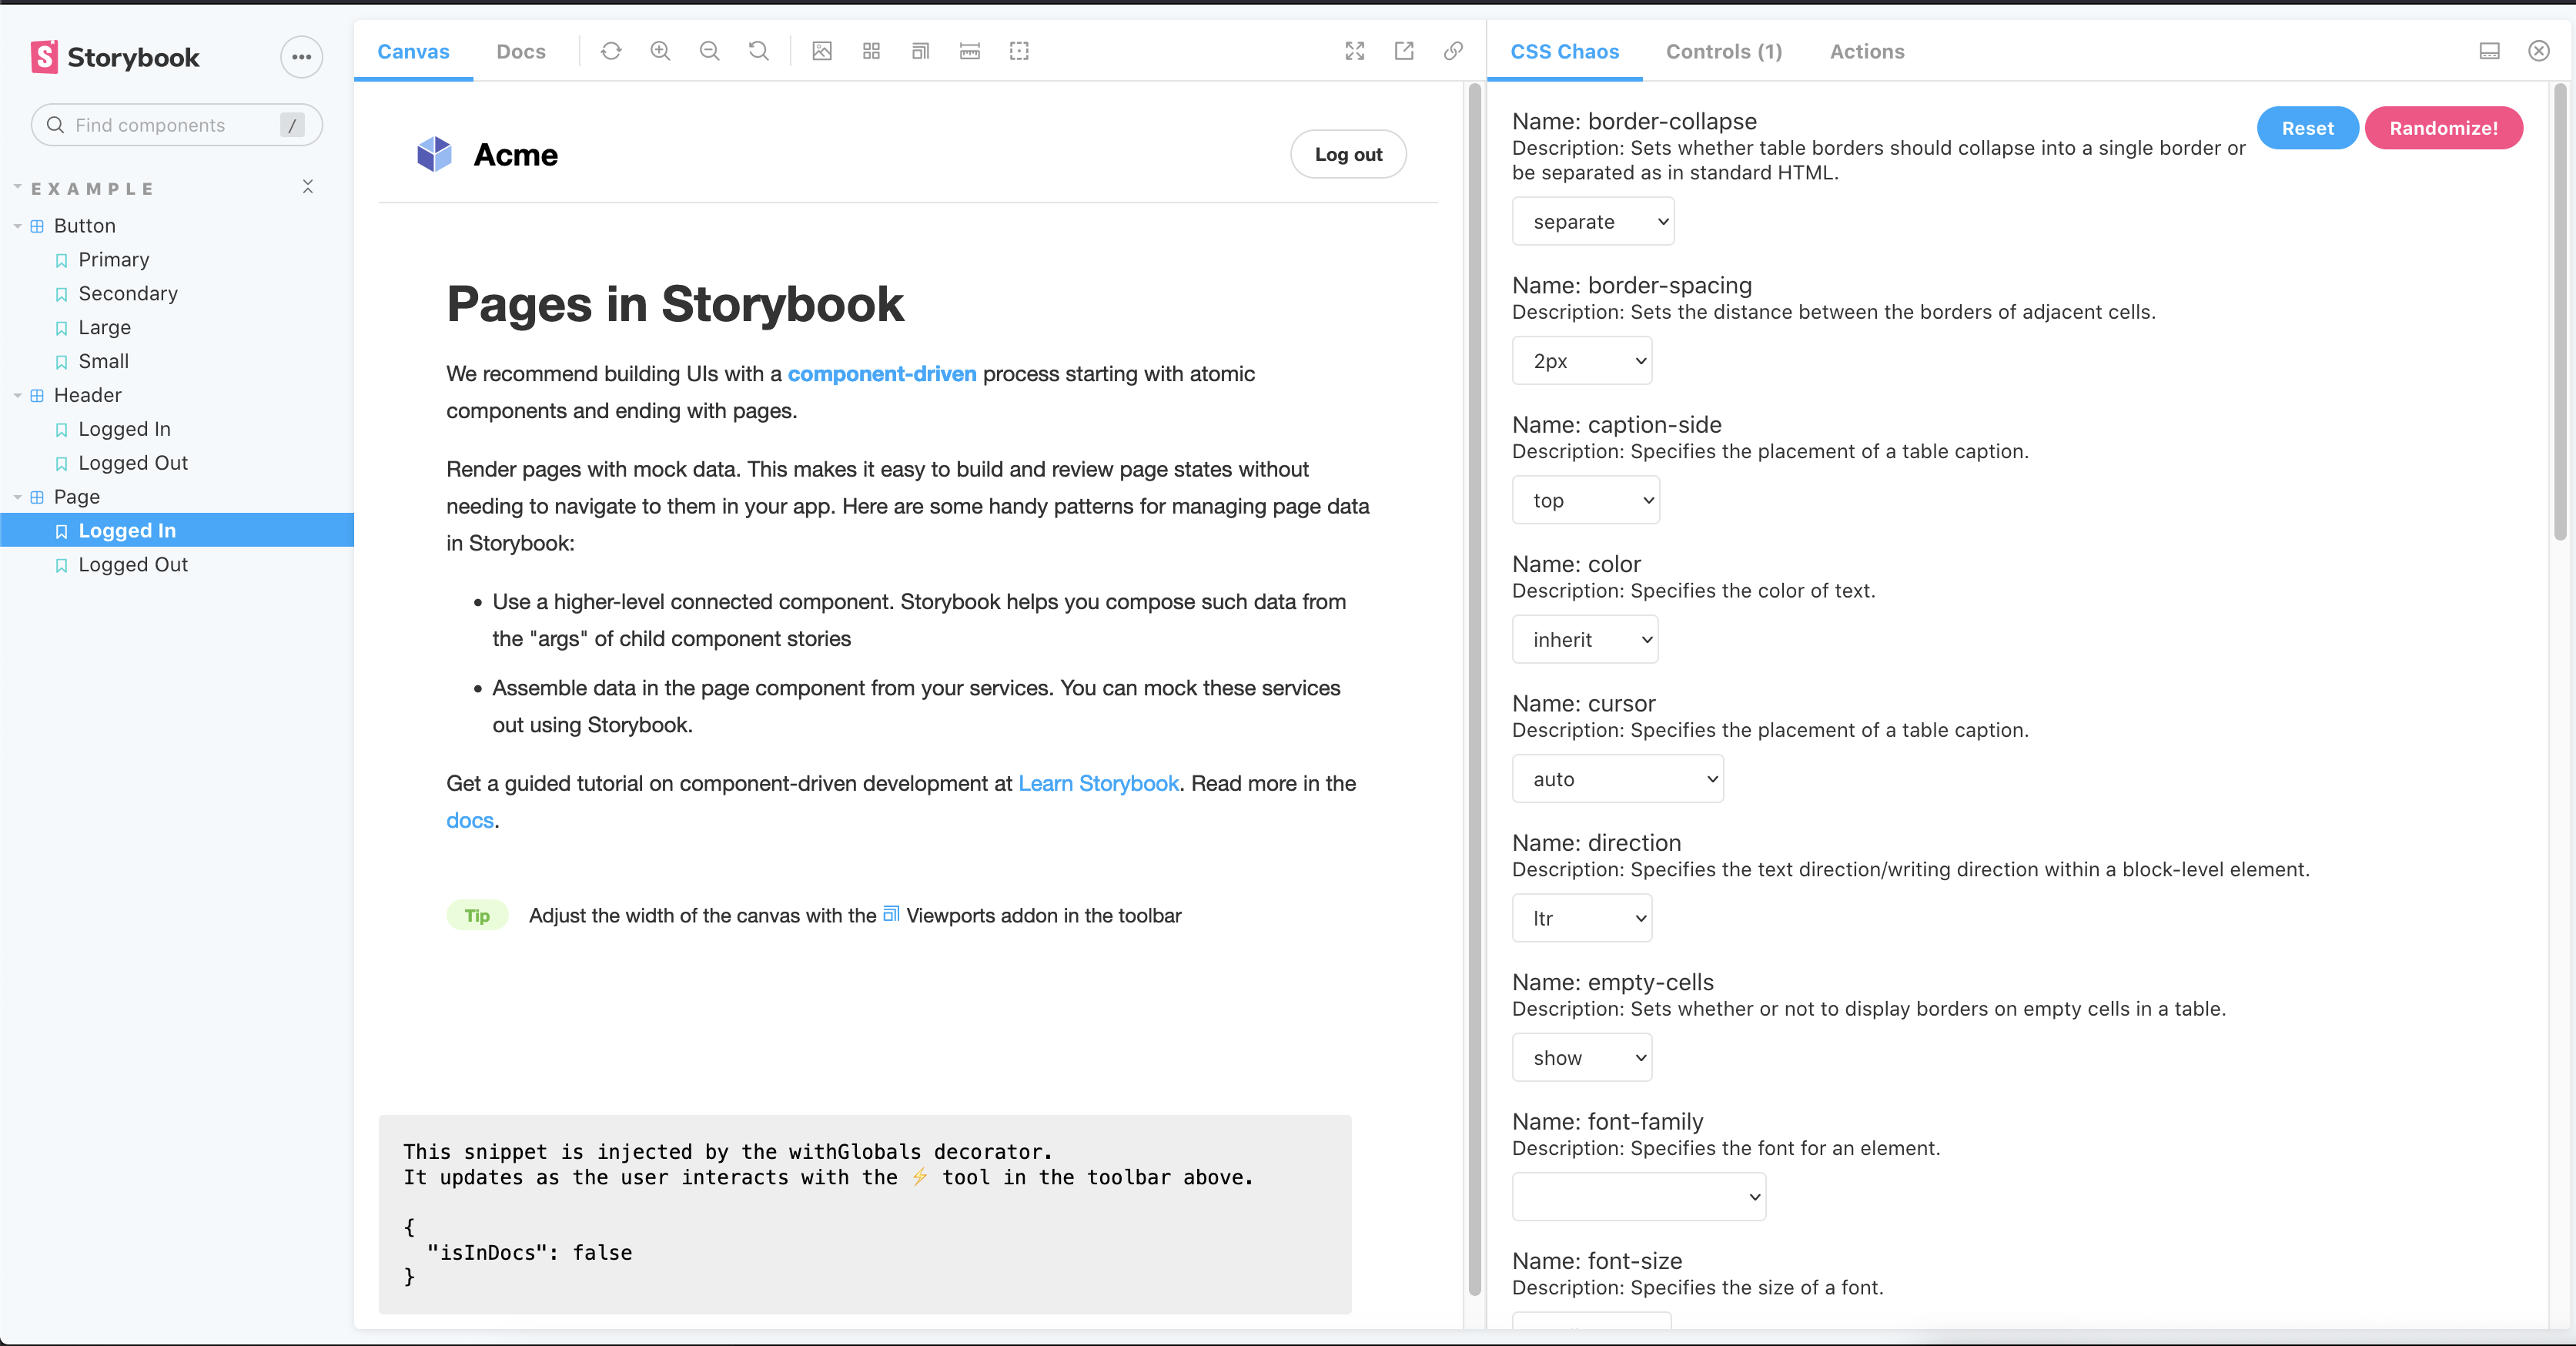 Storybook
Find components /
EXAMPLE
Button
Primary
Secondary
Large
Small
Header
Logged In
Logged Out
Page
Logged In
Logged Out
Canvas Docs
Acme
Log out
Pages in Storybook
We recommend building UIs with a component-driven process starting with atomic
components and ending with pages.
Render pages with mock data. This makes it easy to build and review page states without
needing to navigate to them in your app. Here are some handy patterns for managing page data
in Storybook:
• Use a higher-level connected component. Storybook helps you compose such data from
the "args" of child component stories
• Assemble data in the page component from your services. You can mock these services
out using Storybook.
Get a guided tutorial on component-driven development at Learn Storybook. Read more in the
docs.
Tip Adjust the width of the canvas with the Viewports addon in the toolbar
This snippet is injected by the withGlobals decorator.
It updates as the user interacts with the ⚡ tool in the toolbar above.
{
"isInDocs": false
}
CSS Chaos Controls (1) Actions
Reset Randomize!
Name: border-collapse
Description: Sets whether table borders should collapse into a single border or
be separated as in standard HTML.
separate
Name: border-spacing
Description: Sets the distance between the borders of adjacent cells.
2px
Name: caption-side
Description: Specifies the placement of a table caption.
top
Name: color
Description: Specifies the color of text.
inherit
Name: cursor
Description: Specifies the placement of a table caption.
auto
Name: direction
Description: Specifies the text direction/writing direction within a block-level element.
ltr
Name: empty-cells
Description: Sets whether or not to display borders on empty cells in a table.
show
Name: font-family
Description: Specifies the font for an element.
Name: font-size
Description: Specifies the size of a font.